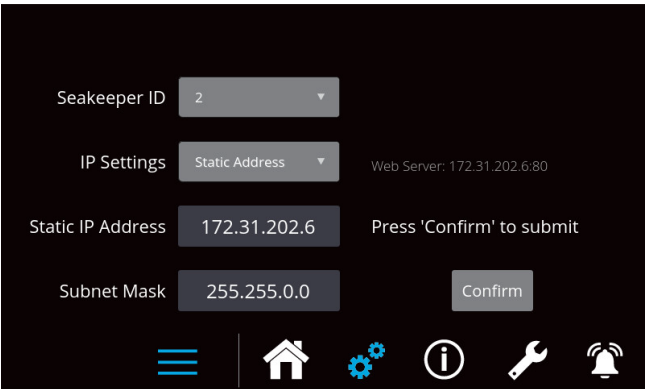 Seakeeper ID 2
IP Settings Static Address Web Server: 172.31.202.6:80
Static IP Address 172.31.202.6 Press 'Confirm' to submit
Subnet Mask 255.255.0.0 Confirm